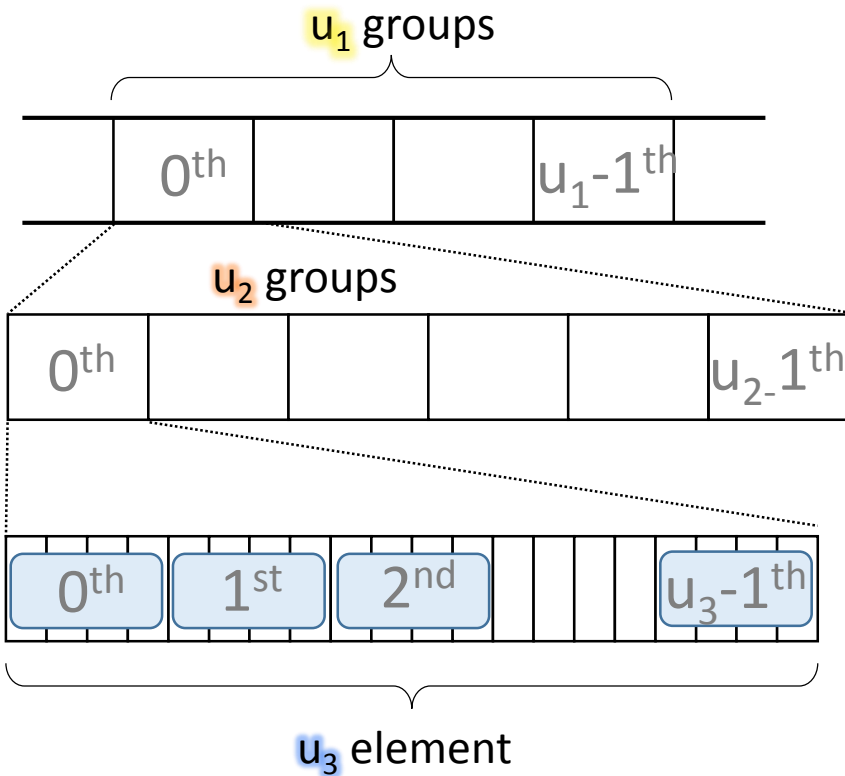 u₁ groups
0ᵗʰ u₁-1ᵗʰ
u₂ groups
0ᵗʰ u₂₋1ᵗʰ
0ᵗʰ 1ˢᵗ 2ⁿᵈ u₃-1ᵗʰ
u₃ element